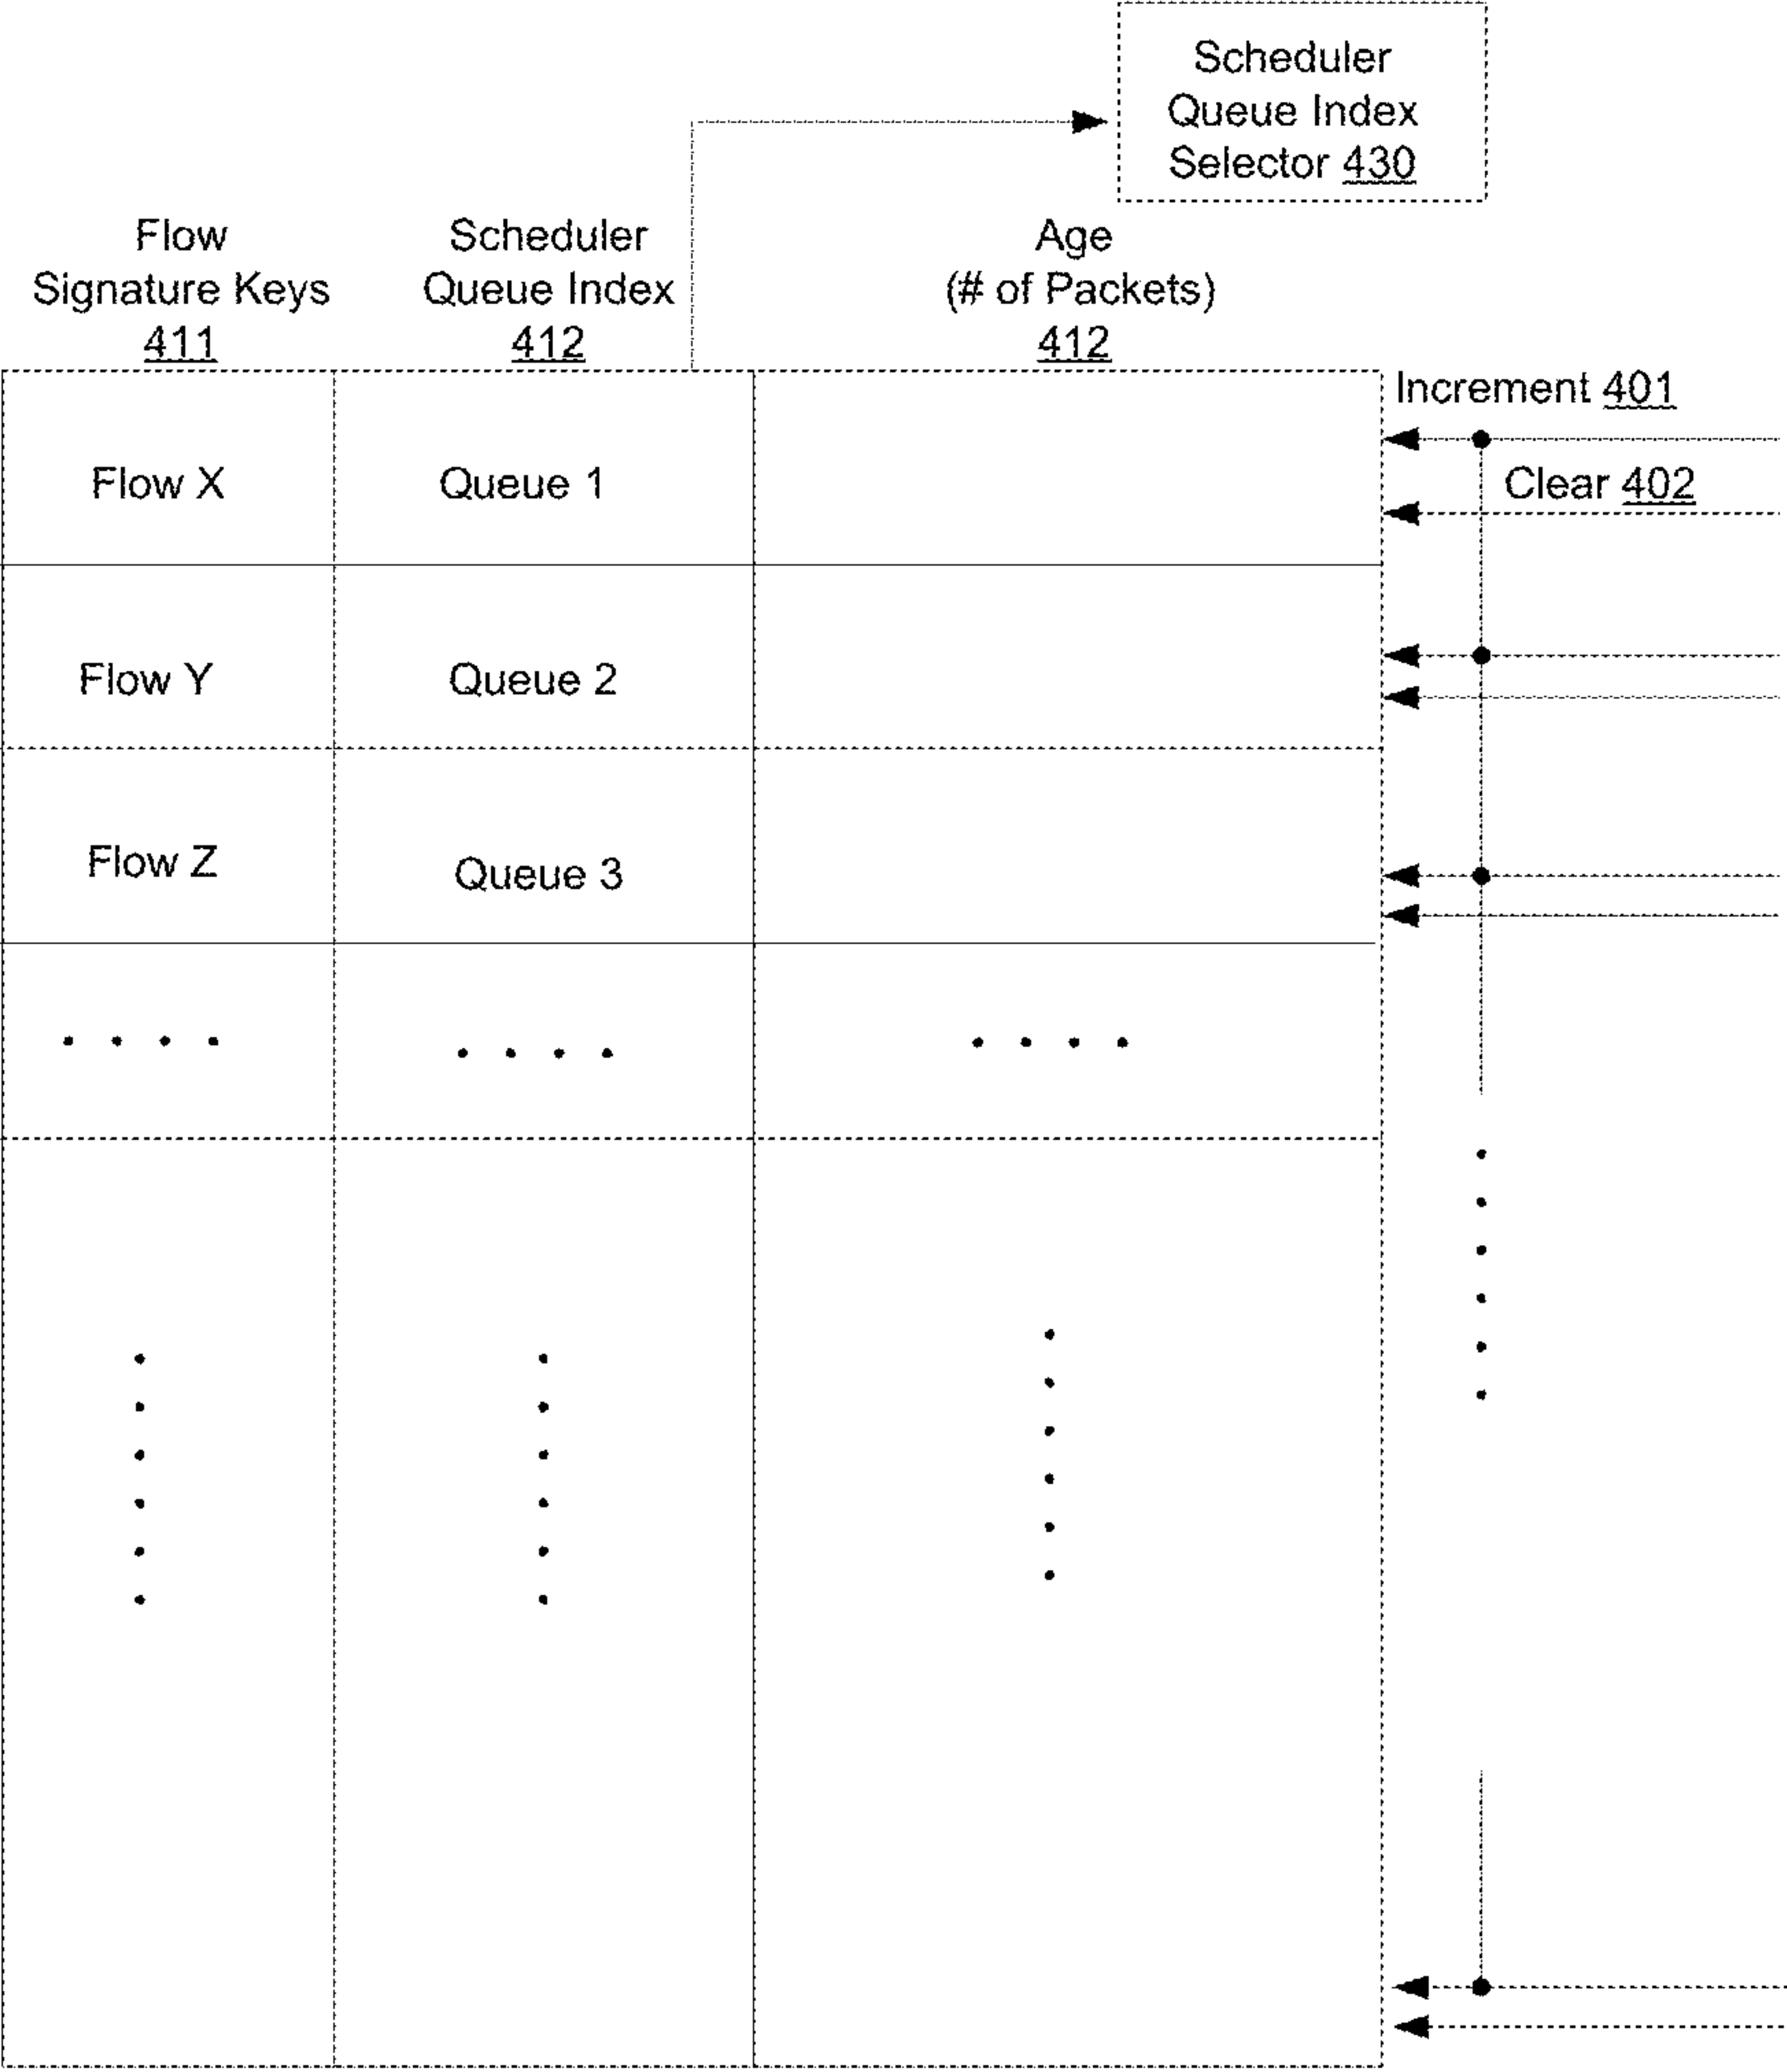 Scheduler
Queue Index
Selector 430
Flow
Signature Keys
411
Scheduler
Queue Index
412
Age
(# of Packets)
412
Increment 401
Flow X
Queue 1
Clear 402
Flow Y
Queue 2
Flow Z
Queue 3